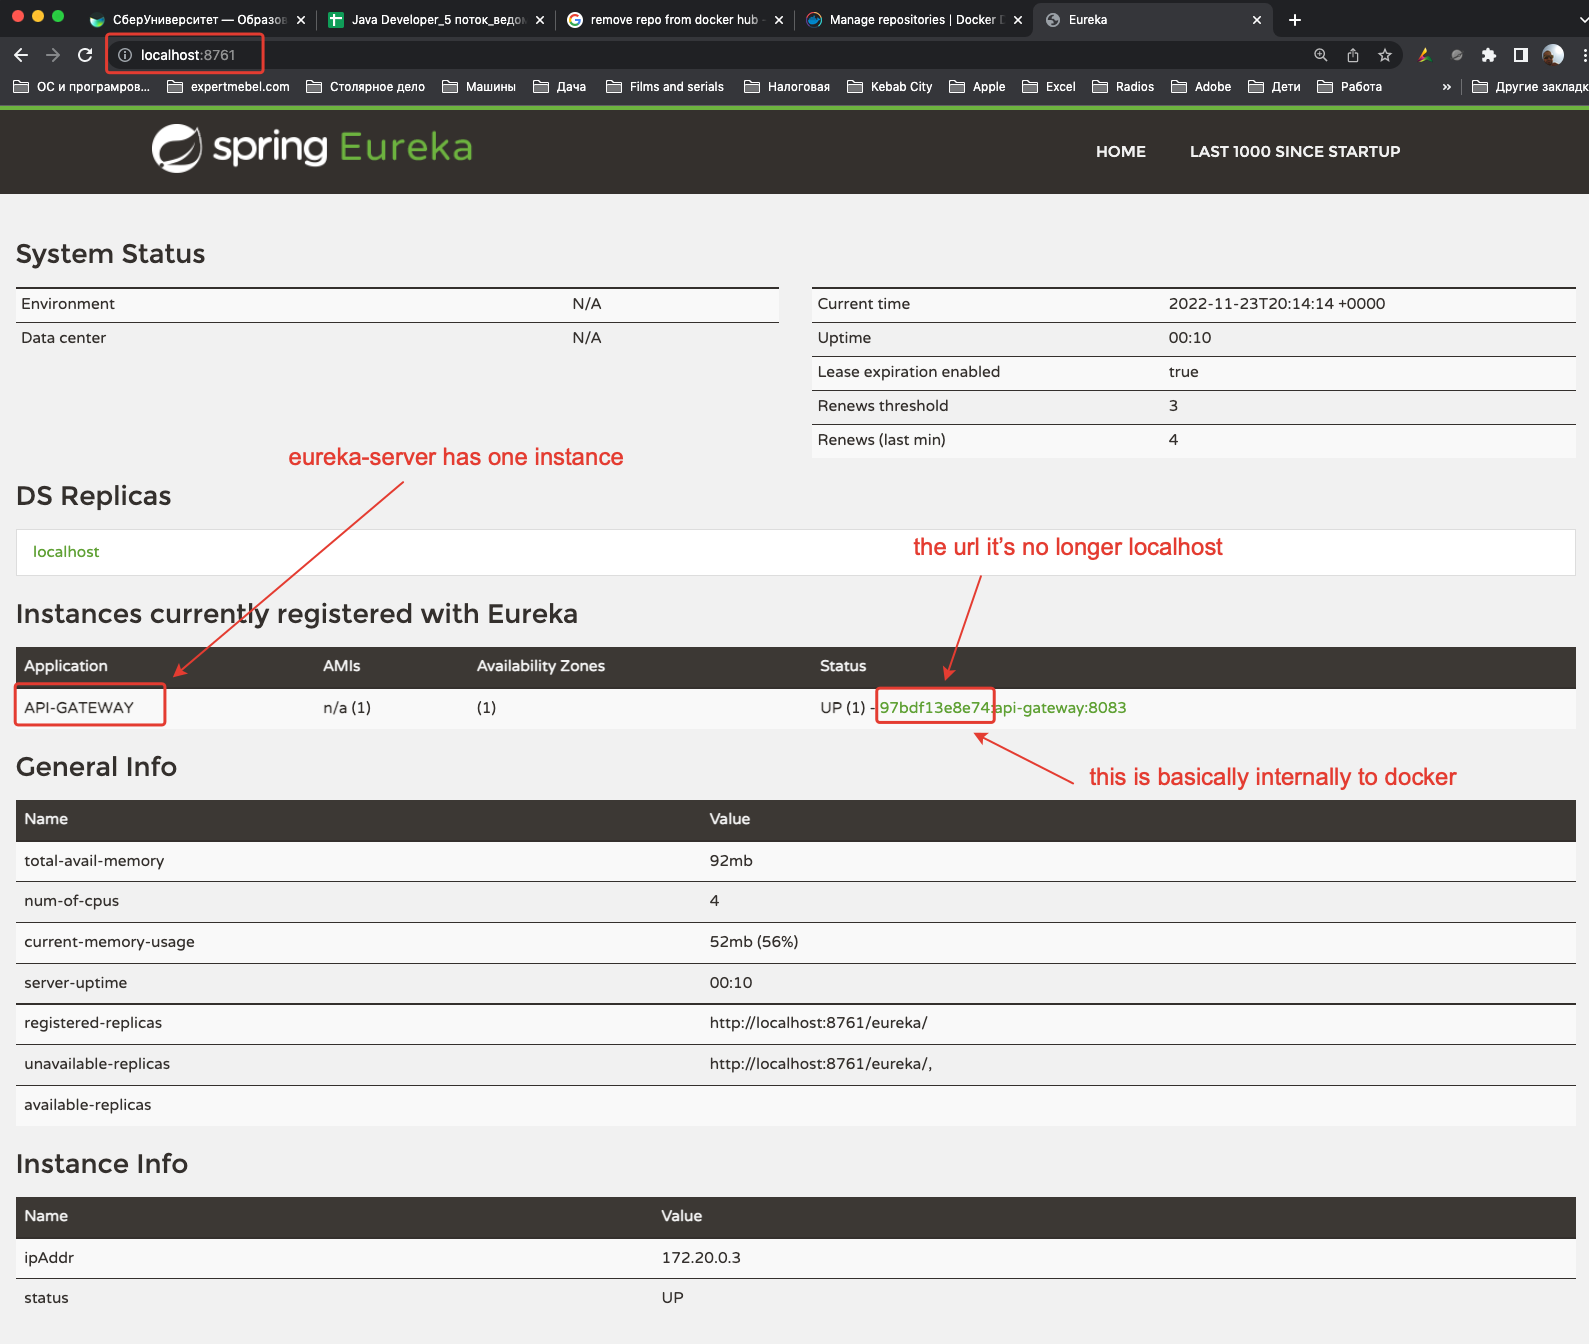 СберУниверситет — Образов
Java Developer_5 поток_ведом
remove repo from docker hub -
Manage repositories | Docker D
Eureka
localhost:8761
ОС и програмров...
expertmebel.com
Столярное дело
Машины
Дача
Films and serials
Налоговая
Kebab City
Apple
Excel
Radios
Adobe
Дети
Работа
»
Другие закладк
spring Eureka
HOME
LAST 1000 SINCE STARTUP
System Status
Environment N/A
Data center N/A
Current time 2022-11-23T20:14:14 +0000
Uptime 00:10
Lease expiration enabled true
Renews threshold 3
Renews (last min) 4
eureka-server has one instance
DS Replicas
localhost
the url it's no longer localhost
Instances currently registered with Eureka
Application AMIs Availability Zones Status
API-GATEWAY n/a (1) (1) UP (1) - 97bdf13e8e74:api-gateway:8083
General Info
this is basically internally to docker
Name Value
total-avail-memory 92mb
num-of-cpus 4
current-memory-usage 52mb (56%)
server-uptime 00:10
registered-replicas http://localhost:8761/eureka/
unavailable-replicas http://localhost:8761/eureka/,
available-replicas
Instance Info
Name Value
ipAddr 172.20.0.3
status UP